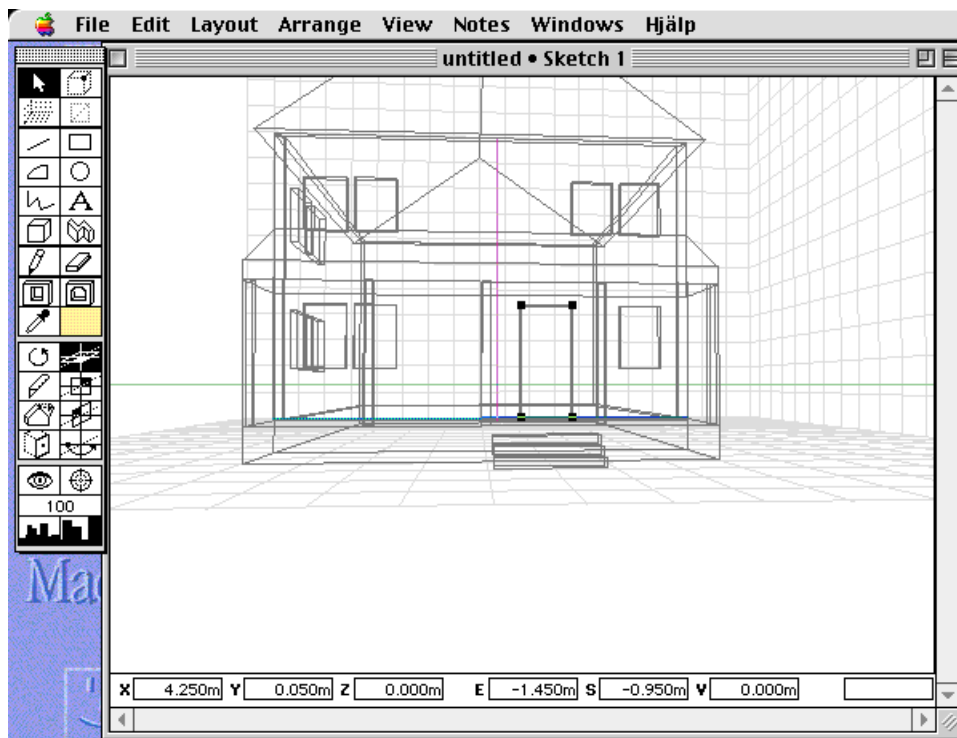 File Edit Layout Arrange View Notes Windows Hjälp
untitled • Sketch 1
A
100
X 4.250m Y 0.050m Z 0.000m E -1.450m S -0.950m V 0.000m